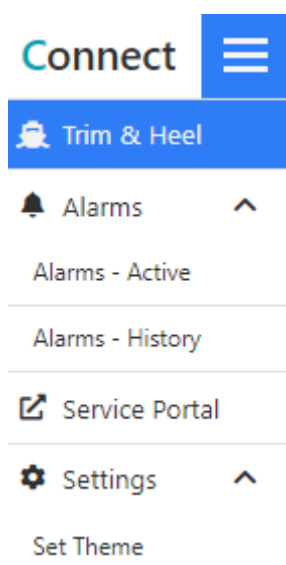 Connect
Trim & Heel
Alarms
Alarms - Active
Alarms - History
Service Portal
Settings
Set Theme